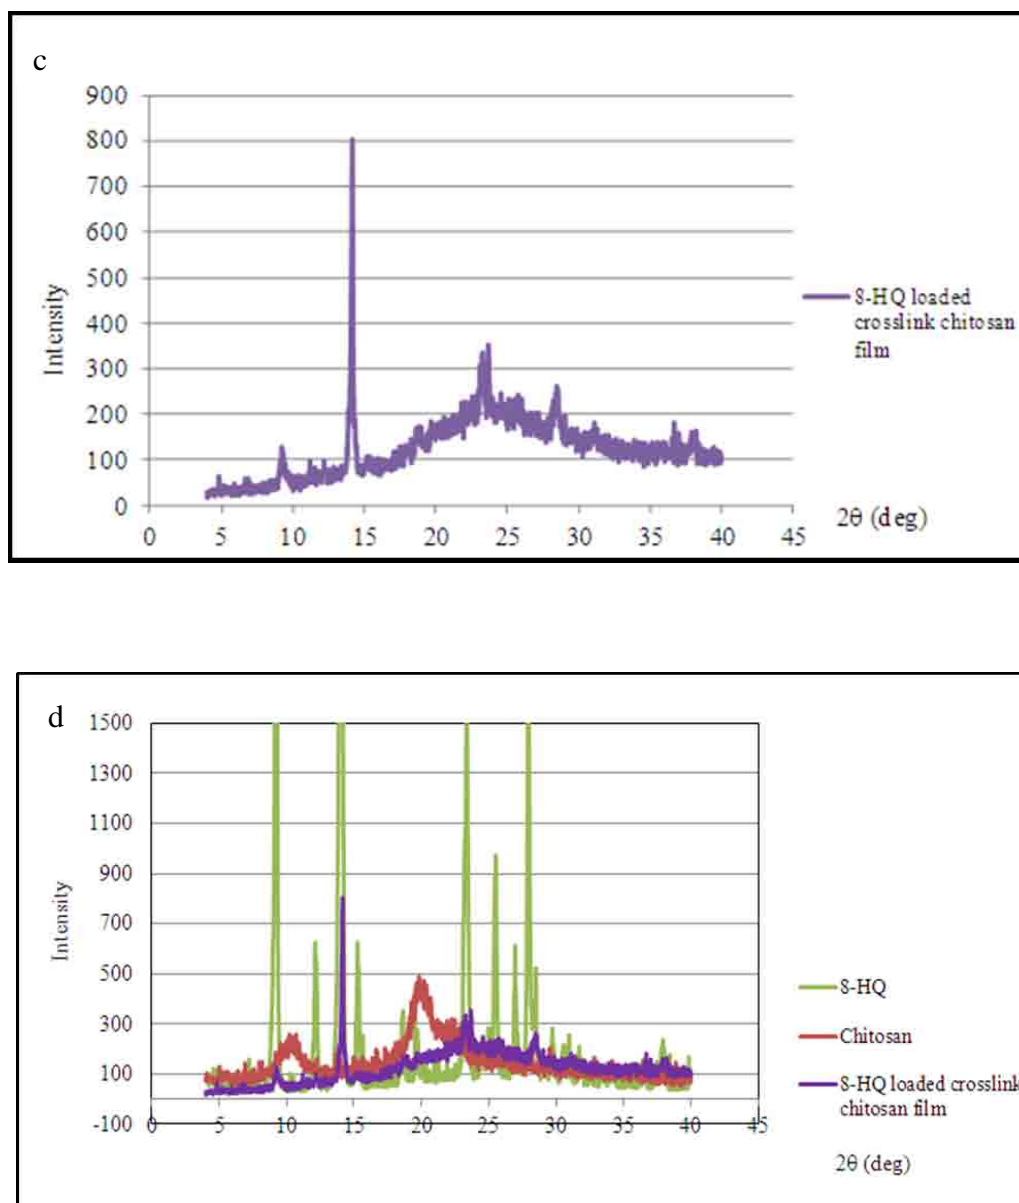 c
900
800
700
600
500
400
300
200
100
0
Intensity
0 5 10 15 20 25 30 35 40 45
2θ (deg)
8-HQ loaded
crosslink chitosan
film
d
1500
1300
1100
900
700
500
300
100
-100
Intensity
0 5 10 15 20 25 30 35 40 45
2θ (deg)
8-HQ
Chitosan
8-HQ loaded crosslink
chitosan film